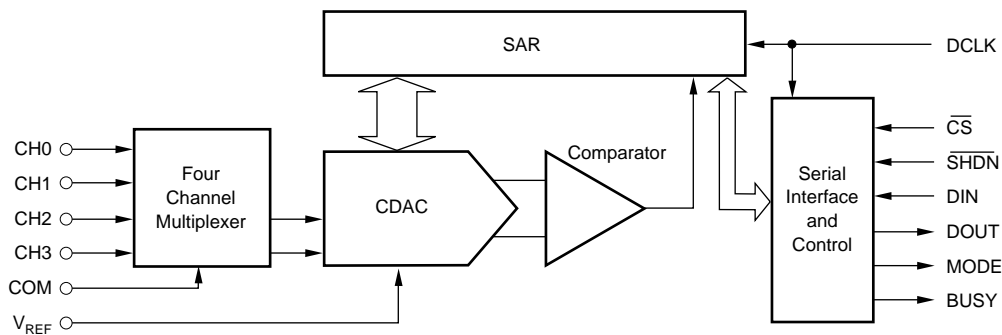 SAR
DCLK
CH0
CH1
CH2
CH3
COM
VREF
Four
Channel
Multiplexer
CDAC
Comparator
Serial
Interface
and
Control
CS
SHDN
DIN
DOUT
MODE
BUSY